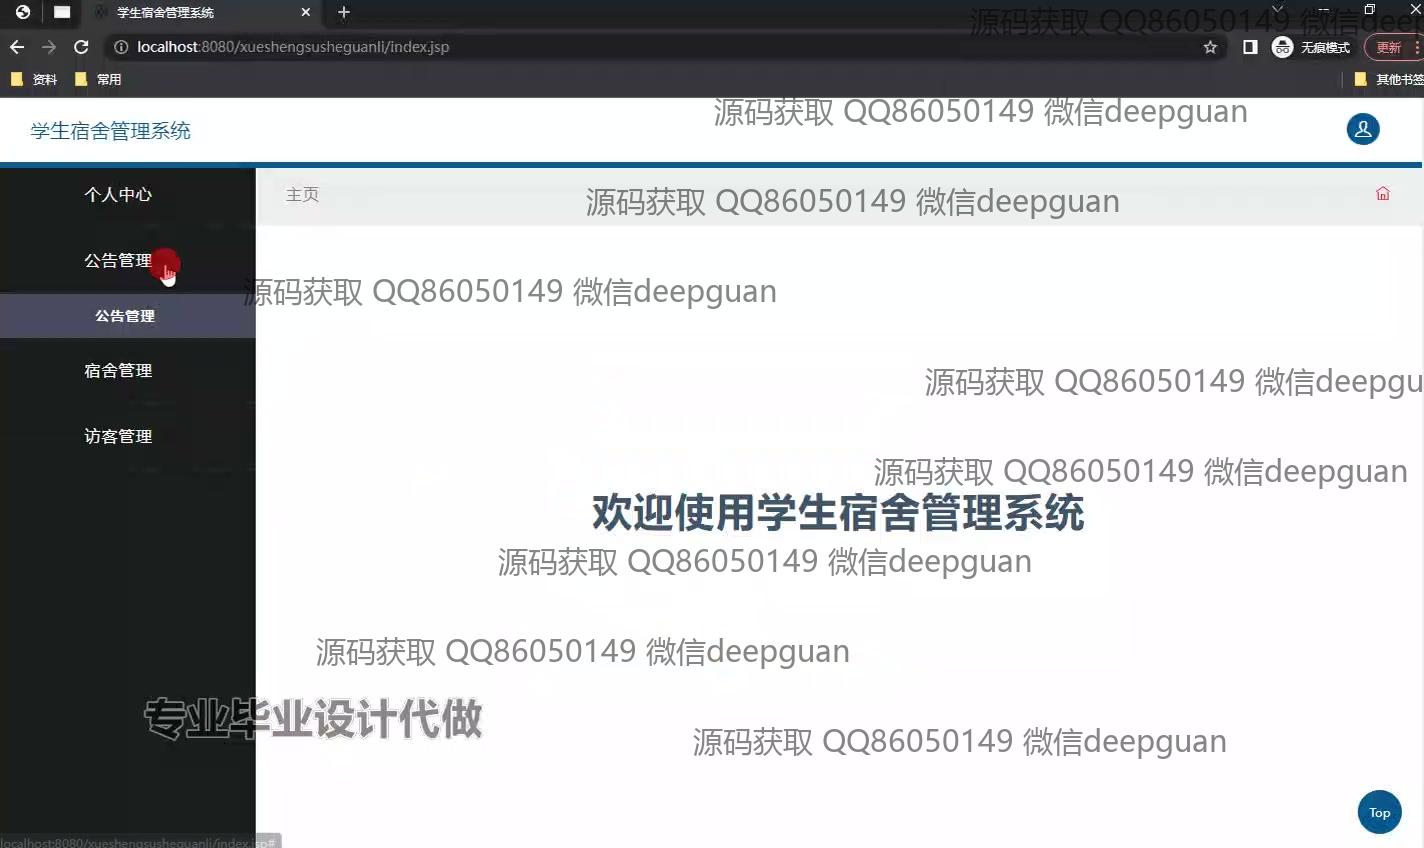 学生宿舍管理系统
源码获取 QQ86050149 微信deep
localhost:8080/xueshengsusheguanli/index.jsp
无痕模式
更新
资料
常用
其他书签
源码获取 QQ86050149 微信deepguan
学生宿舍管理系统
个人中心
主页
源码获取 QQ86050149 微信deepguan
公告管理
源码获取 QQ86050149 微信deepguan
公告管理
宿舍管理
源码获取 QQ86050149 微信deepgu
访客管理
源码获取 QQ86050149 微信deepguan
欢迎使用学生宿舍管理系统
源码获取 QQ86050149 微信deepguan
源码获取 QQ86050149 微信deepguan
专业毕业设计代做
源码获取 QQ86050149 微信deepguan
Top
localhost:8080/xueshengsusheguanli/index.jsp#